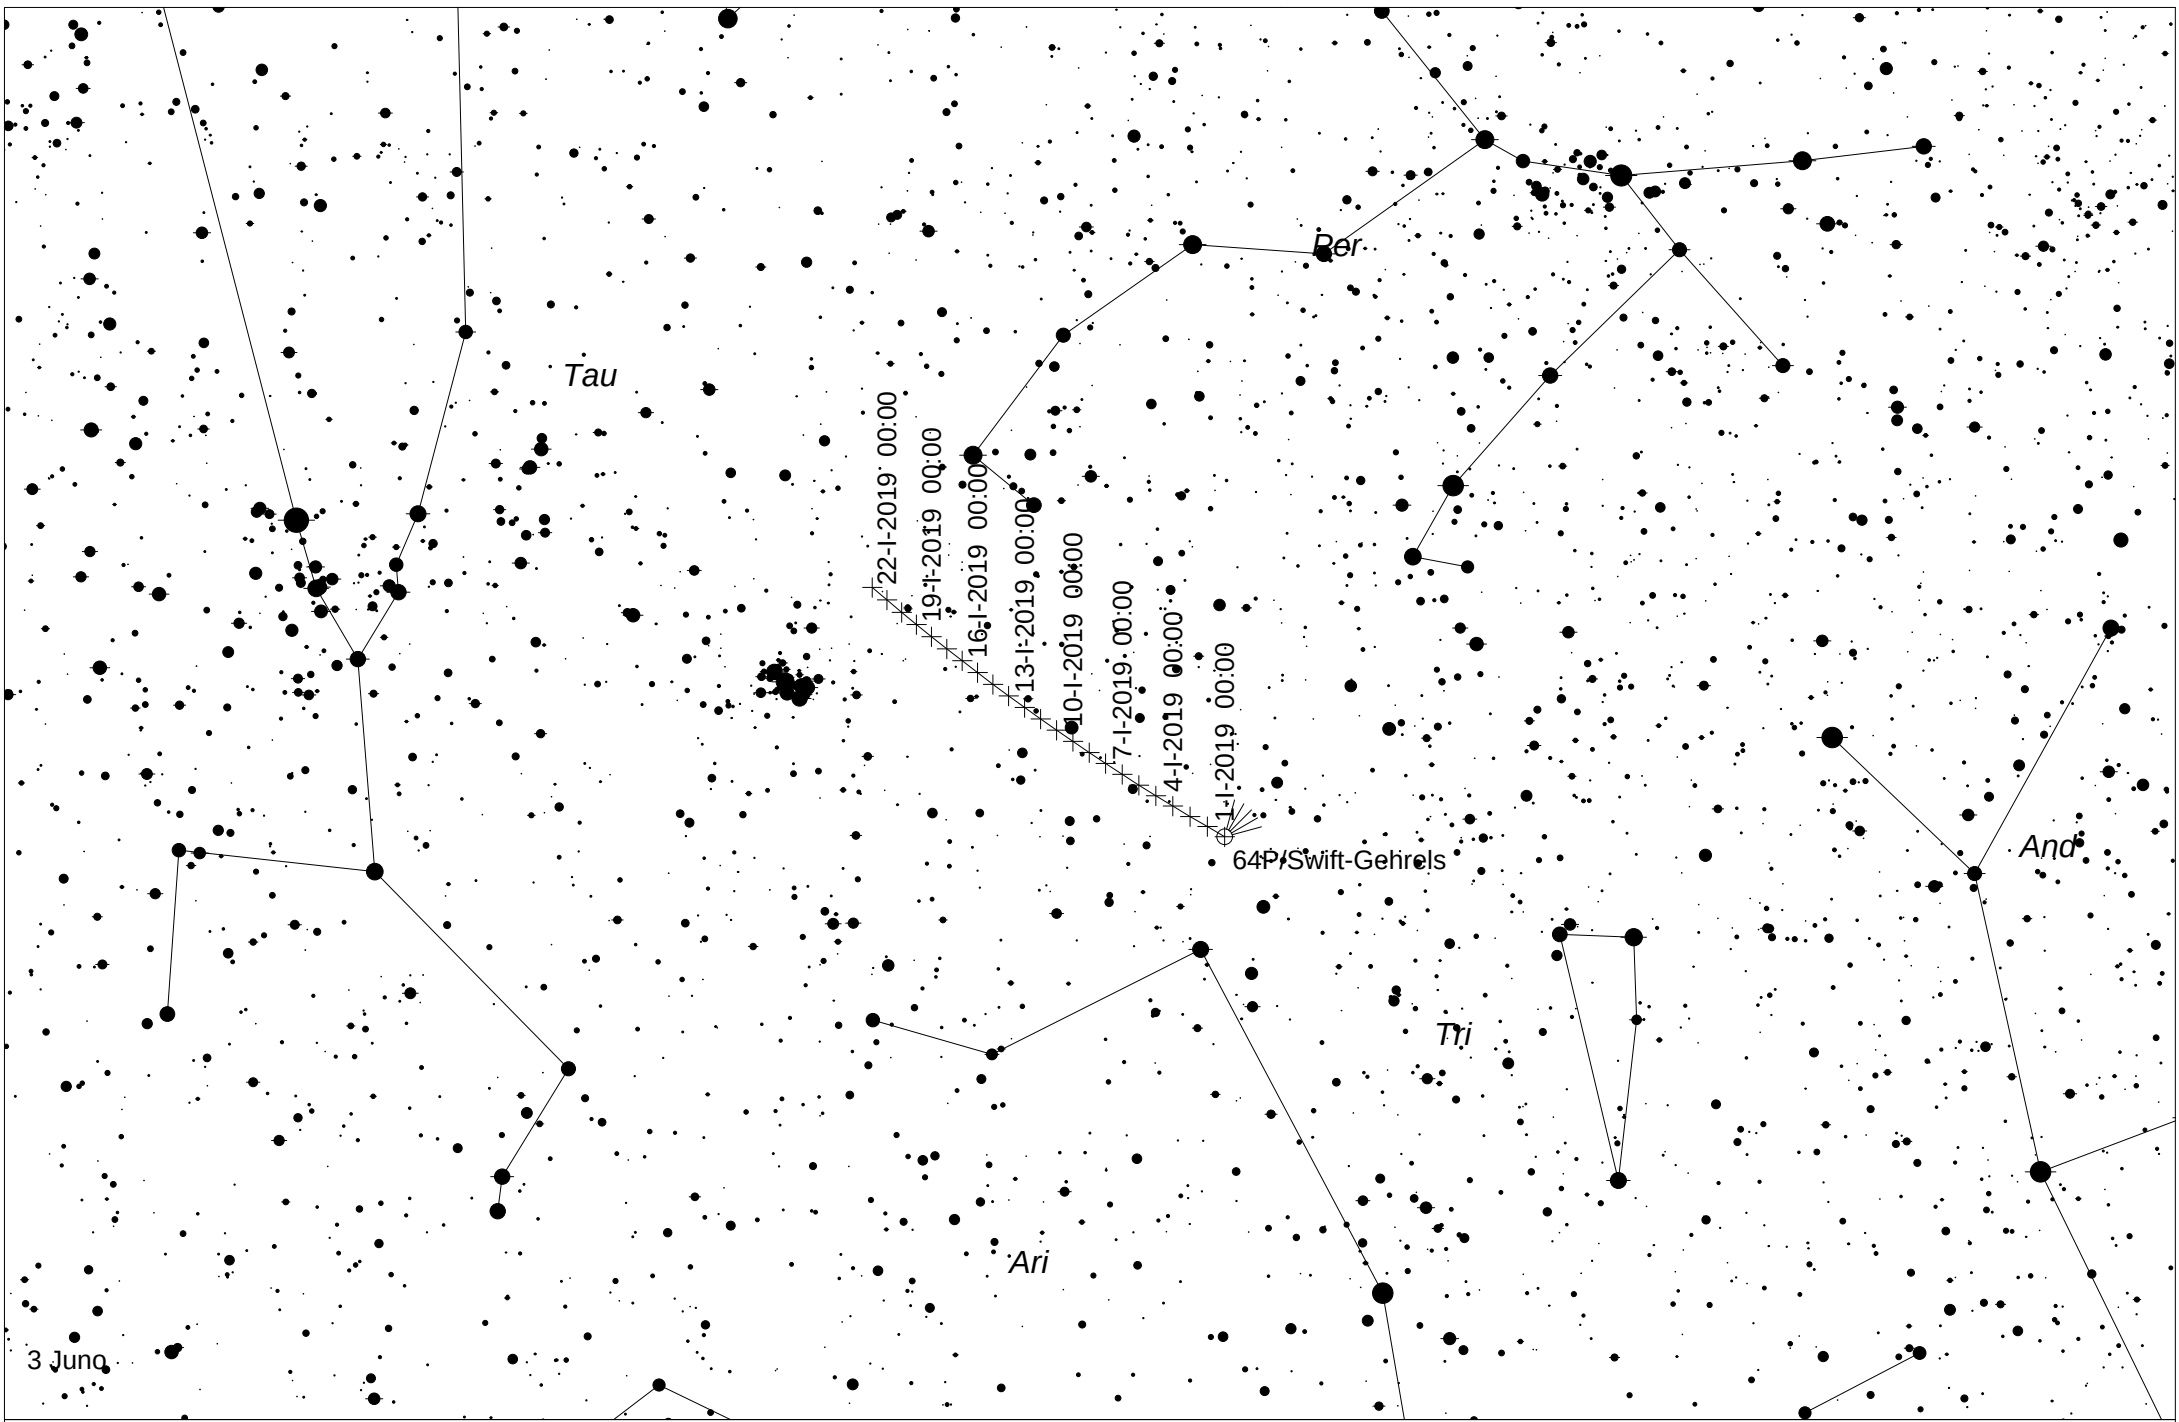 Per
Tau
22-I-2019 00:00
19-I-2019 00:00
16-I-2019 00:00
13-I-2019 00:00
10-I-2019 00:00
7-I-2019 00:00
4-I-2019 00:00
1-I-2019 00:00
64P/Swift-Gehrels
And
Tri
Ari
3 Juno